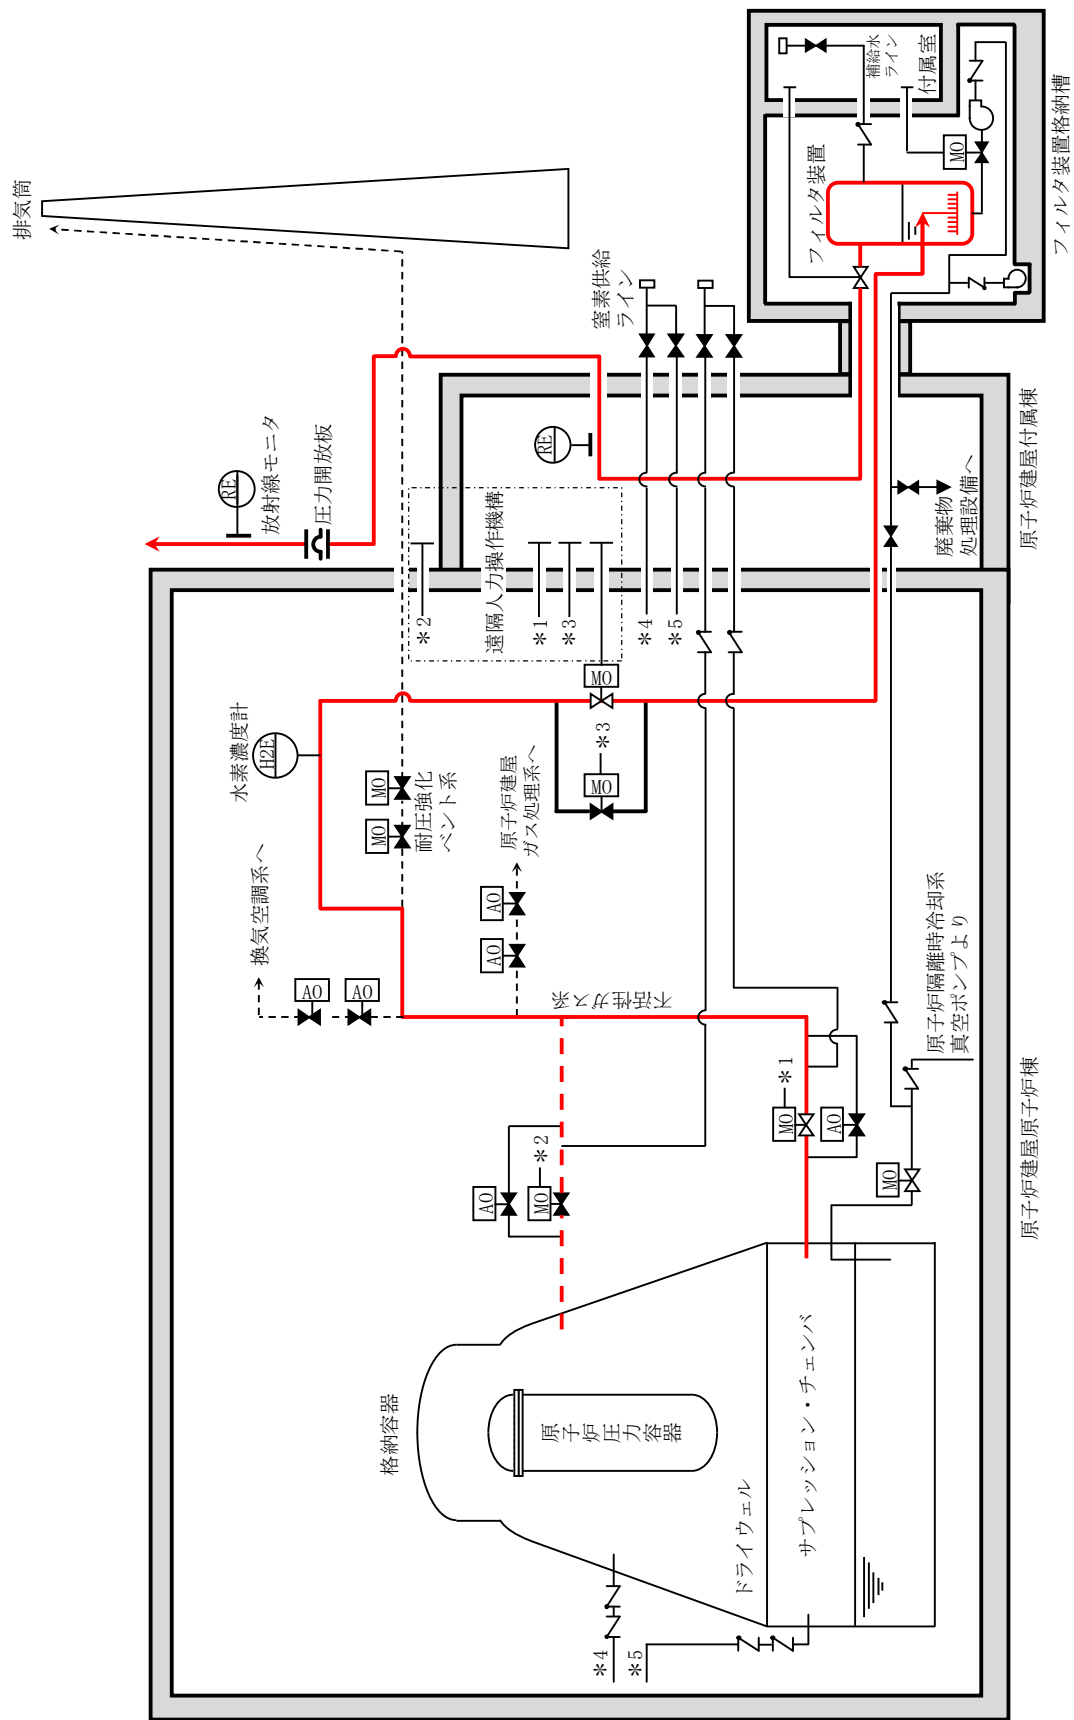 排気筒
放射線モニタ
圧力開放板
RE
RE
窒素供給
ライン
フィルタ装置
補給水
ライン
付属室
MO
フィルタ装置格納槽
原子炉建屋付属棟
廃棄物
処理設備へ
遠隔人力操作機構
*2
*1
*3
*4
*5
水素濃度計
H2E
MO
*3
MO
MO
MO
耐圧強化
ベント系
原子炉建屋
ガス処理系へ
換気空調系へ
AO
AO
AO
AO
不活性ガス系
原子炉隔離時冷却系
真空ポンプより
*1
MO
AO
*2
MO
AO
MO
原子炉建屋原子炉棟
格納容器
原子炉圧力容器
ドライウェル
サプレッション・チェンバ
*4
*5